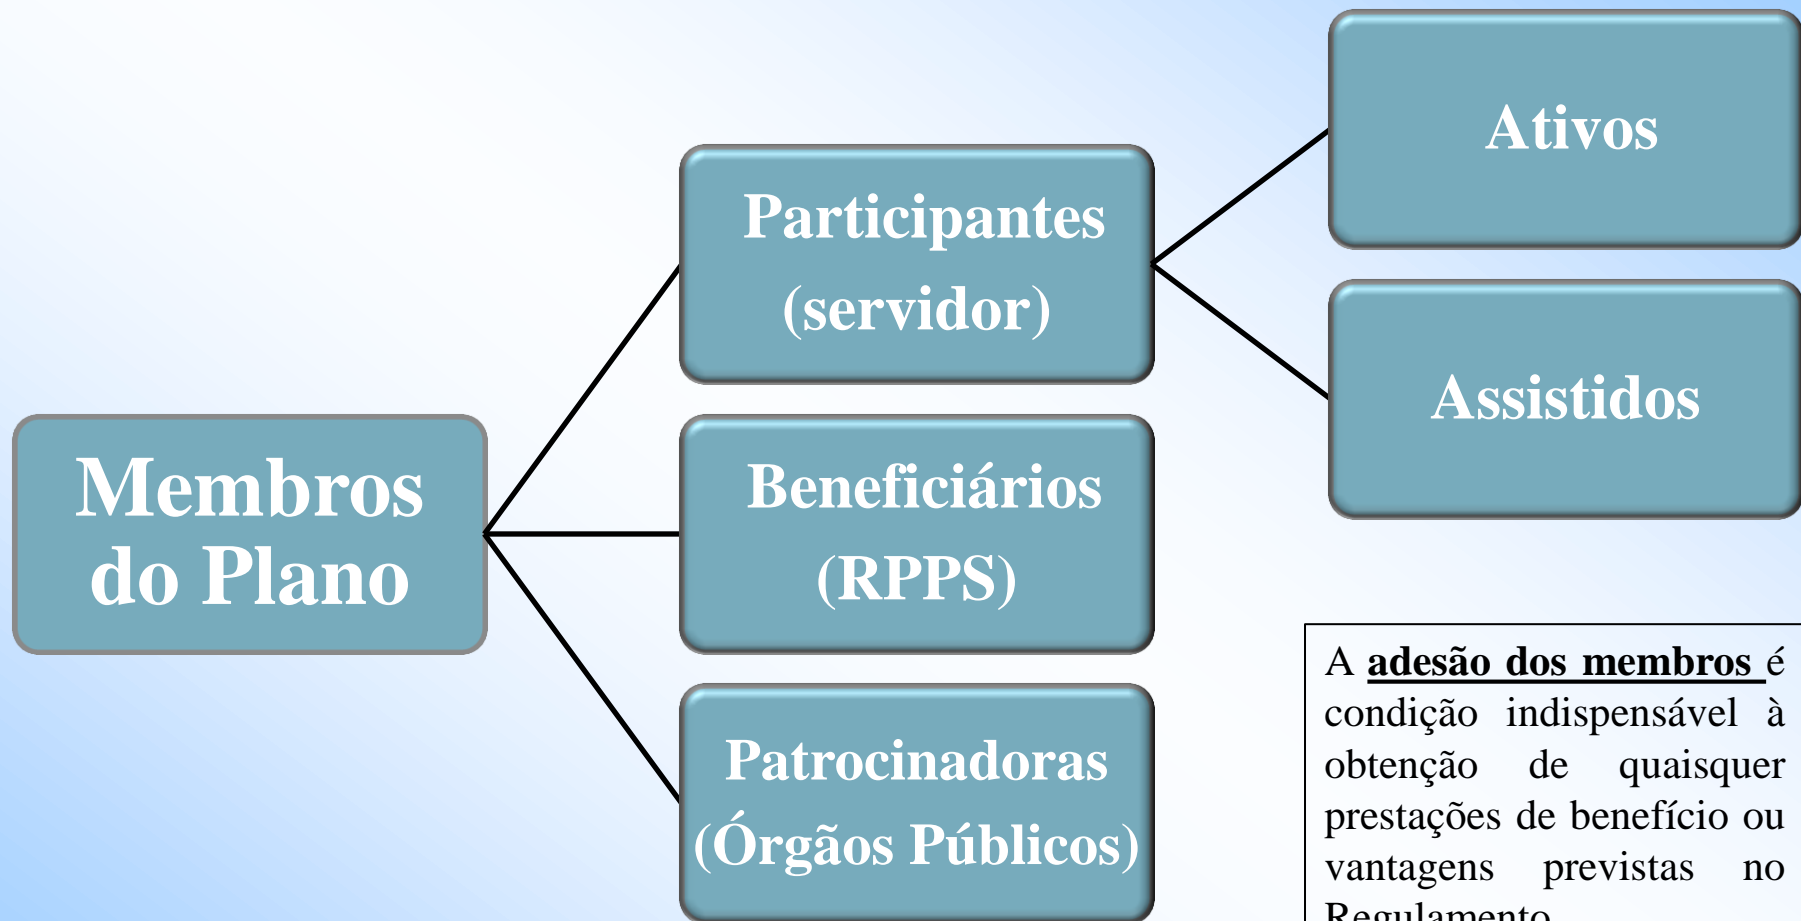 Membros
do Plano
Participantes
(servidor)
Beneficiários
(RPPS)
Patrocinadoras
(Órgãos Públicos)
Ativos
Assistidos
A adesão dos membros é
condição indispensável à
obtenção de quaisquer
prestações de benefício ou
vantagens previstas no
Regulamento